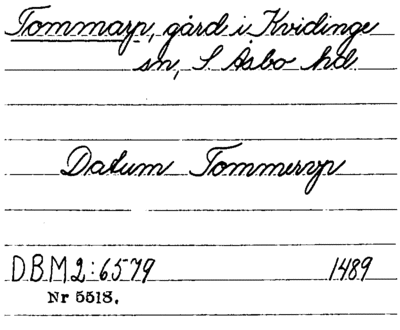 Tommarp, gård i Kvidinge
sn, S Åsbo hd
Datum Tommerup
DBM 2:6579 1489
Nr 5518.